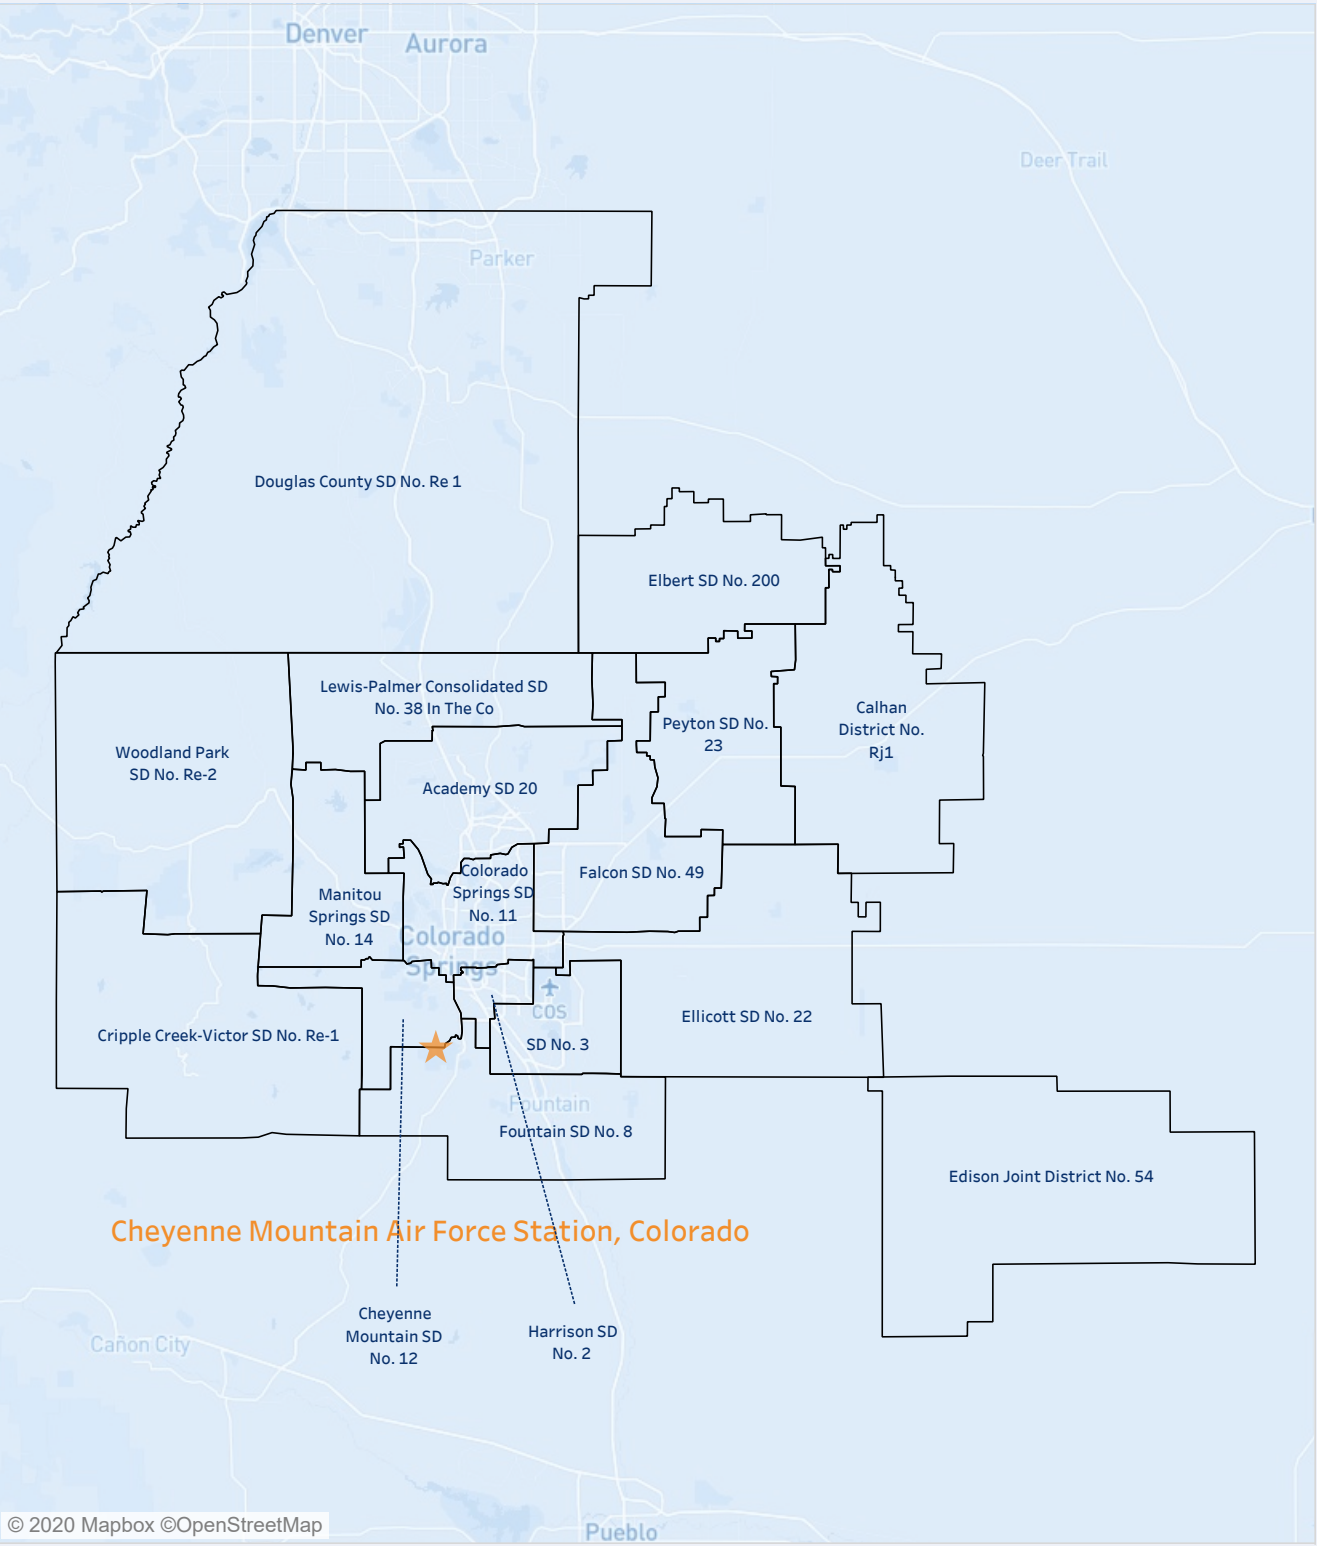 Denver
Aurora
Deer Trail
Parker
Douglas County SD No. Re 1
Elbert SD No. 200
Lewis-Palmer Consolidated SD
No. 38 In The Co
Peyton SD No.
23
Calhan
District No.
Rj1
Woodland Park
SD No. Re-2
Academy SD 20
Colorado
Springs SD
No. 11
Falcon SD No. 49
Manitou
Springs SD
No. 14
Colorado
Springs
COS
Ellicott SD No. 22
Cripple Creek-Victor SD No. Re-1
SD No. 3
Fountain
Fountain SD No. 8
Edison Joint District No. 54
Cheyenne Mountain Air Force Station, Colorado
Cheyenne
Mountain SD
No. 12
Harrison SD
No. 2
Cañon City
Pueblo
© 2020 Mapbox ©OpenStreetMap